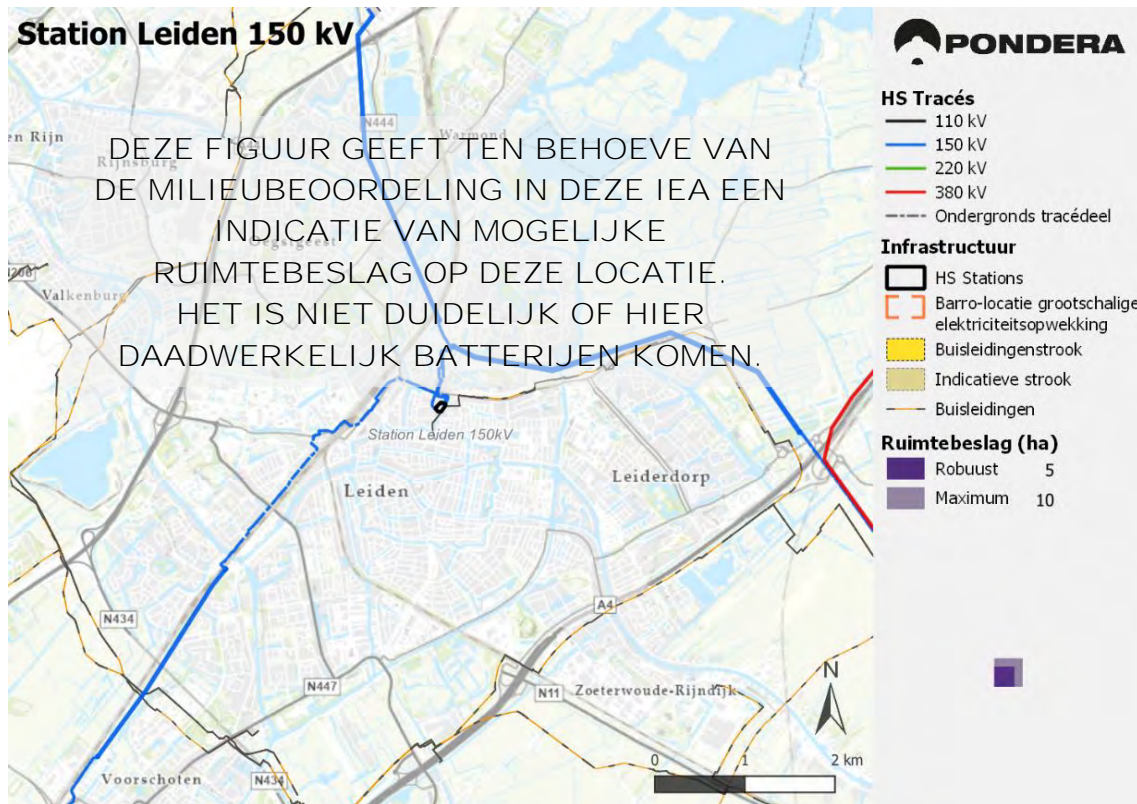 Station Leiden 150 kV
N444
en Rijn
Warmond
Rijnsburg
DEZE FIGUUR GEEFT TEN BEHOEVE VAN
DE MILIEUBEOORDELING IN DEZE IEA EEN
INDICATIE VAN MOGELIJKE
RUIMTEBESLAG OP DEZE LOCATIE.
HET IS NIET DUIDELIJK OF HIER
DAADWERKELIJK BATTERIJEN KOMEN.
Oegstgeest
Valkenburg
Station Leiden 150kV
Leiden
Leiderdorp
N434
A4
N447
N11
Zoeterwoude-Rijndijk
Voorschoten
N434
N
0 1 2 km
PONDERA
HS Tracés
110 kV
150 kV
220 kV
380 kV
Ondergronds tracédeel
Infrastructuur
HS Stations
Barro-locatie grootschalige
elektriciteitsopwekking
Buisleidingenstrook
Indicatieve strook
Buisleidingen
Ruimtebeslag (ha)
Robuust 5
Maximum 10